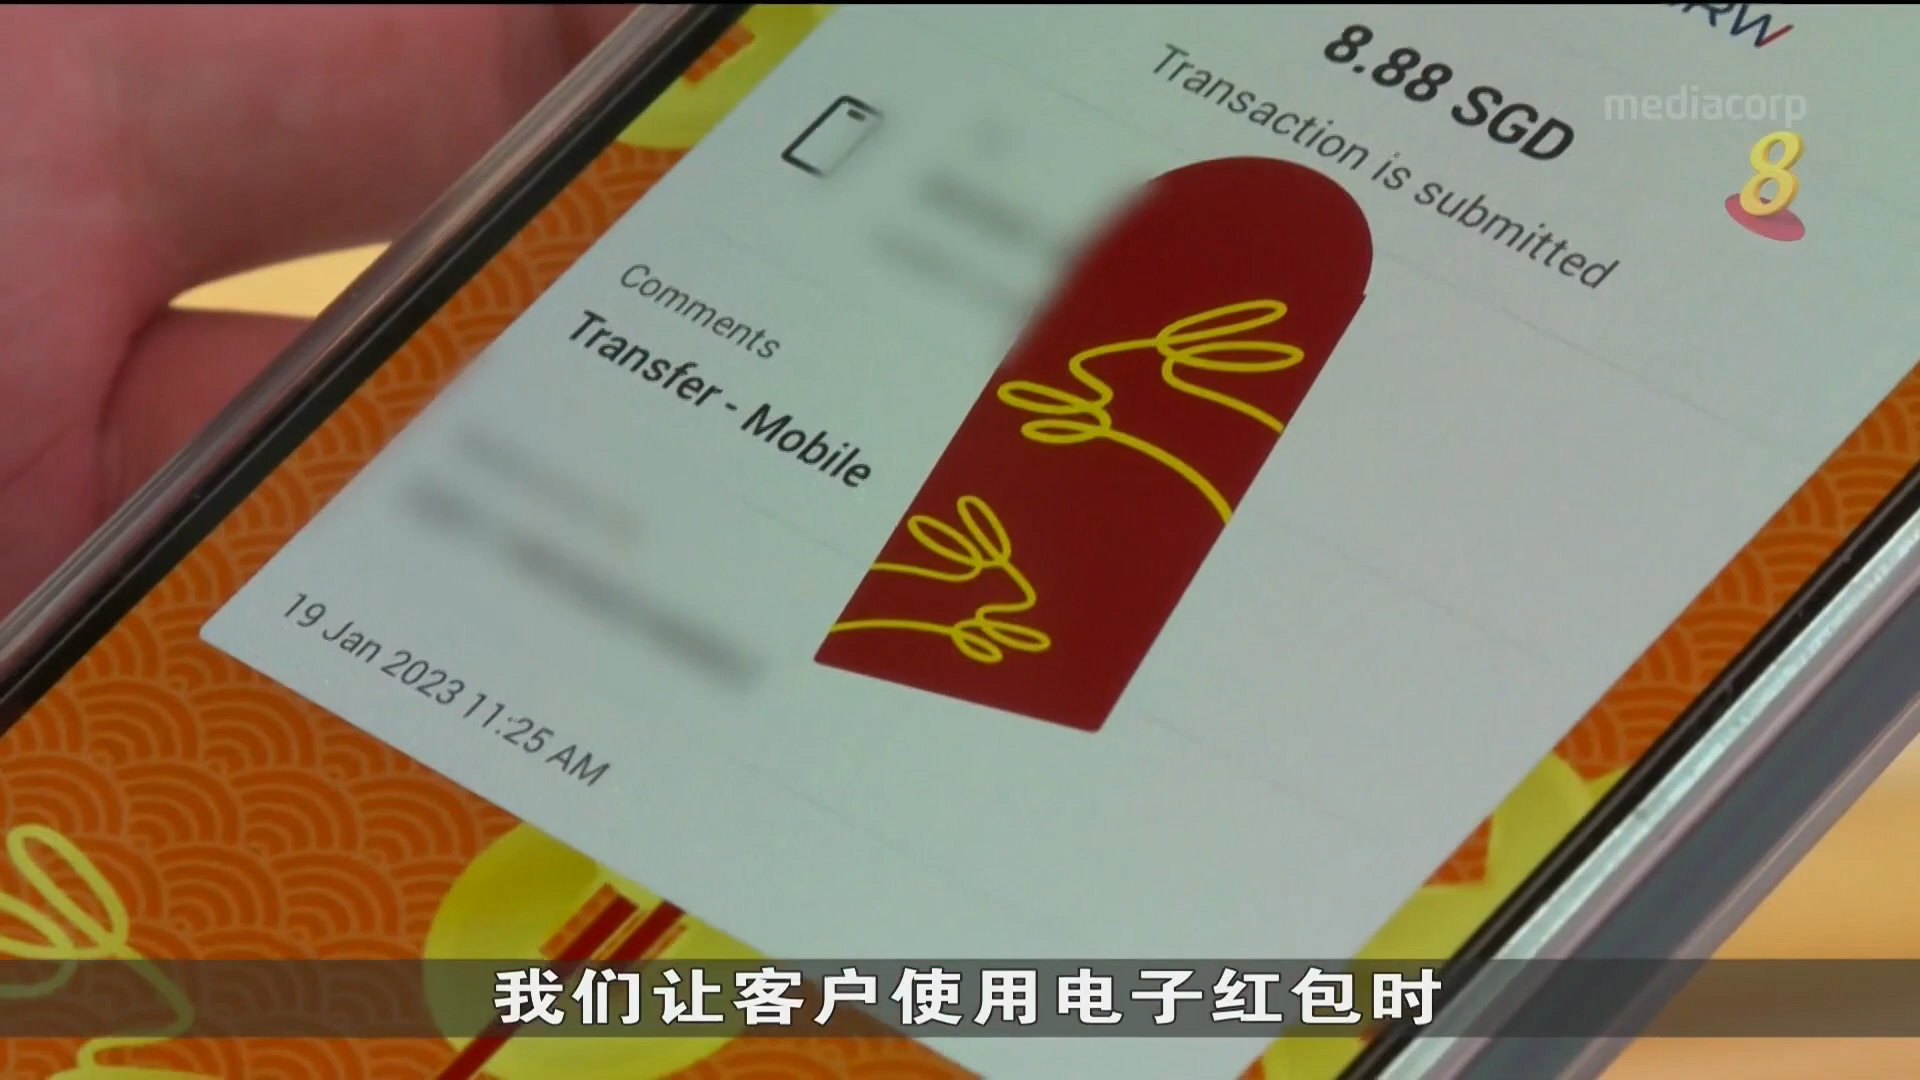 mediacorp
8
8.88 SGD
Transaction is submitted
Comments
Transfer - Mobile
19 Jan 2023 11:25 AM
我们让客户使用电子红包时